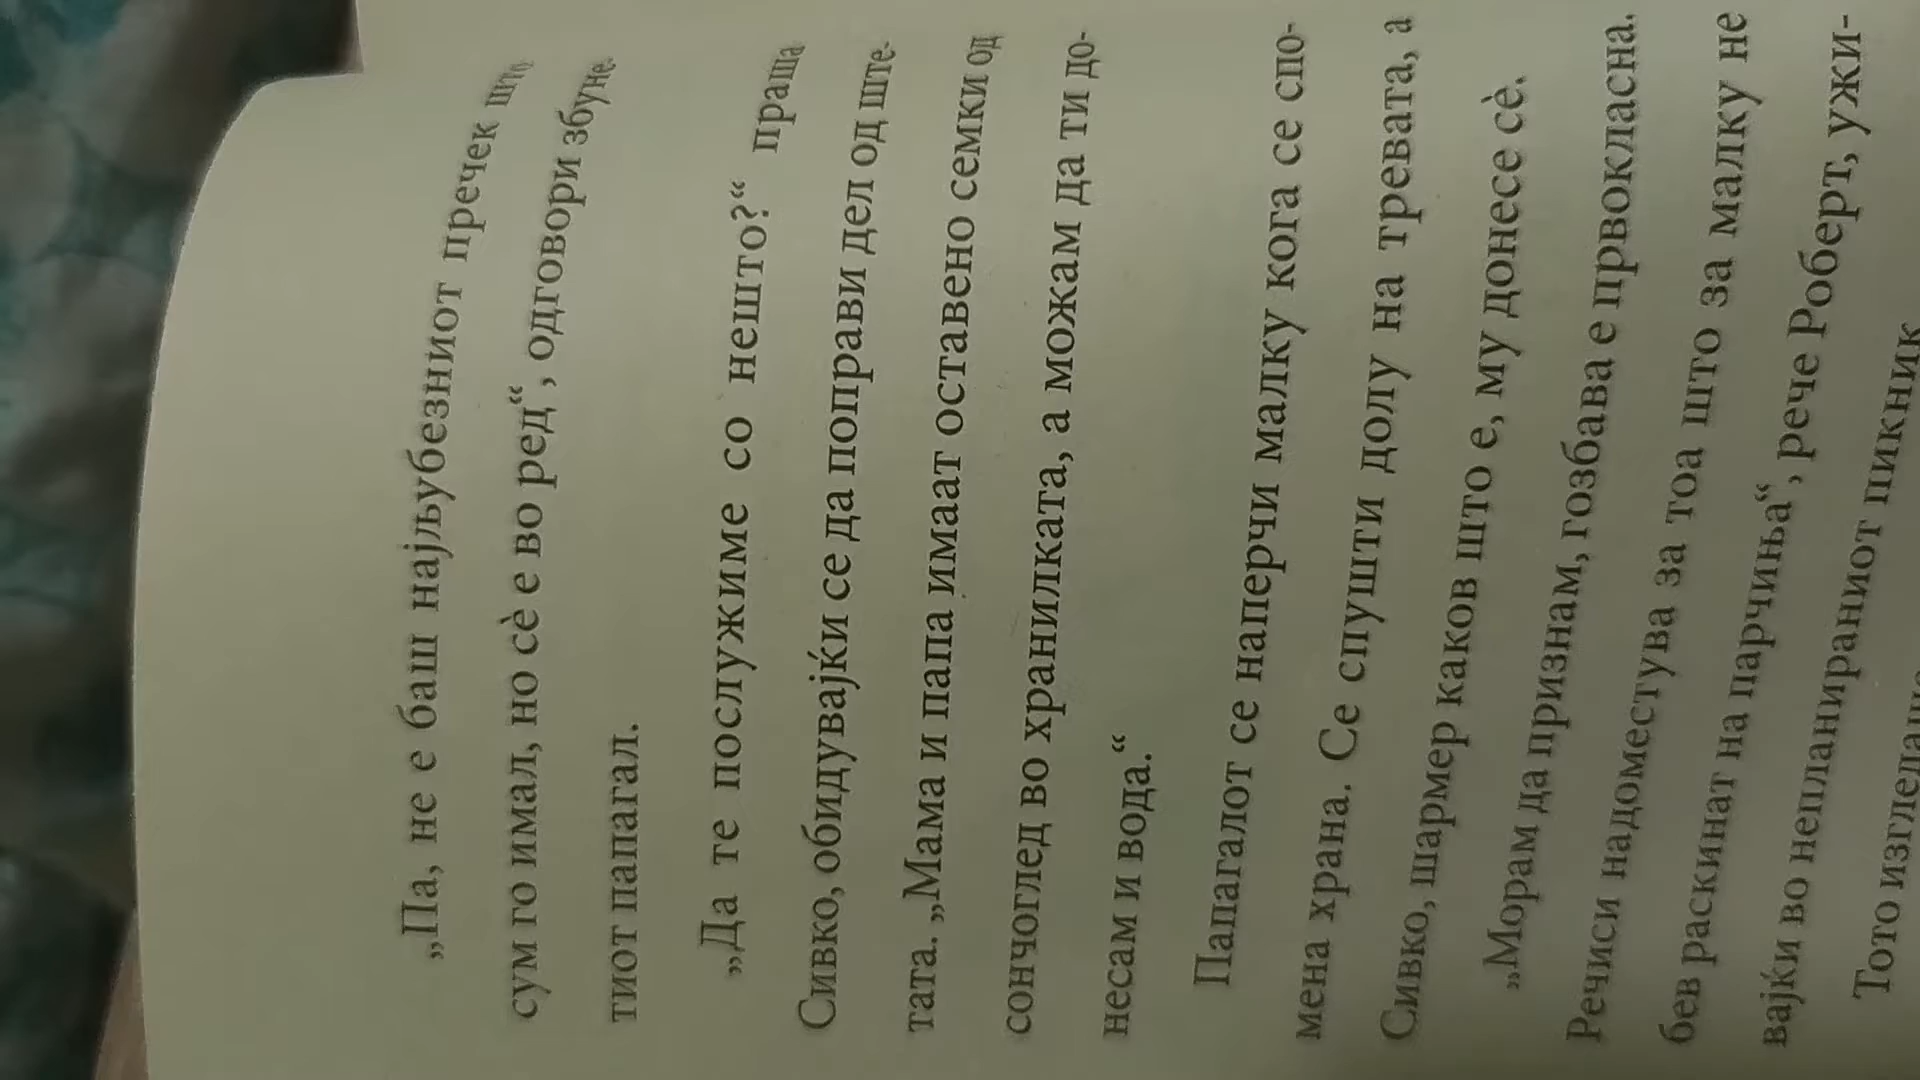 „Па, не е баш најљубезниот пречек што
сум го имал, но сѐ е во ред“, одговори збуне-
тиот папагал.
„Да те послужиме со нешто?“ праша
Сивко, обидувајќи се да поправи дел од ште-
тата. „Мама и папа имаат оставено семки од
сончоглед во хранилката, а можам да ти до-
несам и вода.“
Папагалот се наперчи малку кога се спо-
мена храна. Се спушти долу на тревата, а
Сивко, шармер каков што е, му донесе сѐ.
„Морам да признам, гозбава е првокласна.
Речиси надоместува за тоа што за малку не
бев раскинат на парчиња“, рече Роберт, ужи-
вајќи во непланираниот пикник
Тото